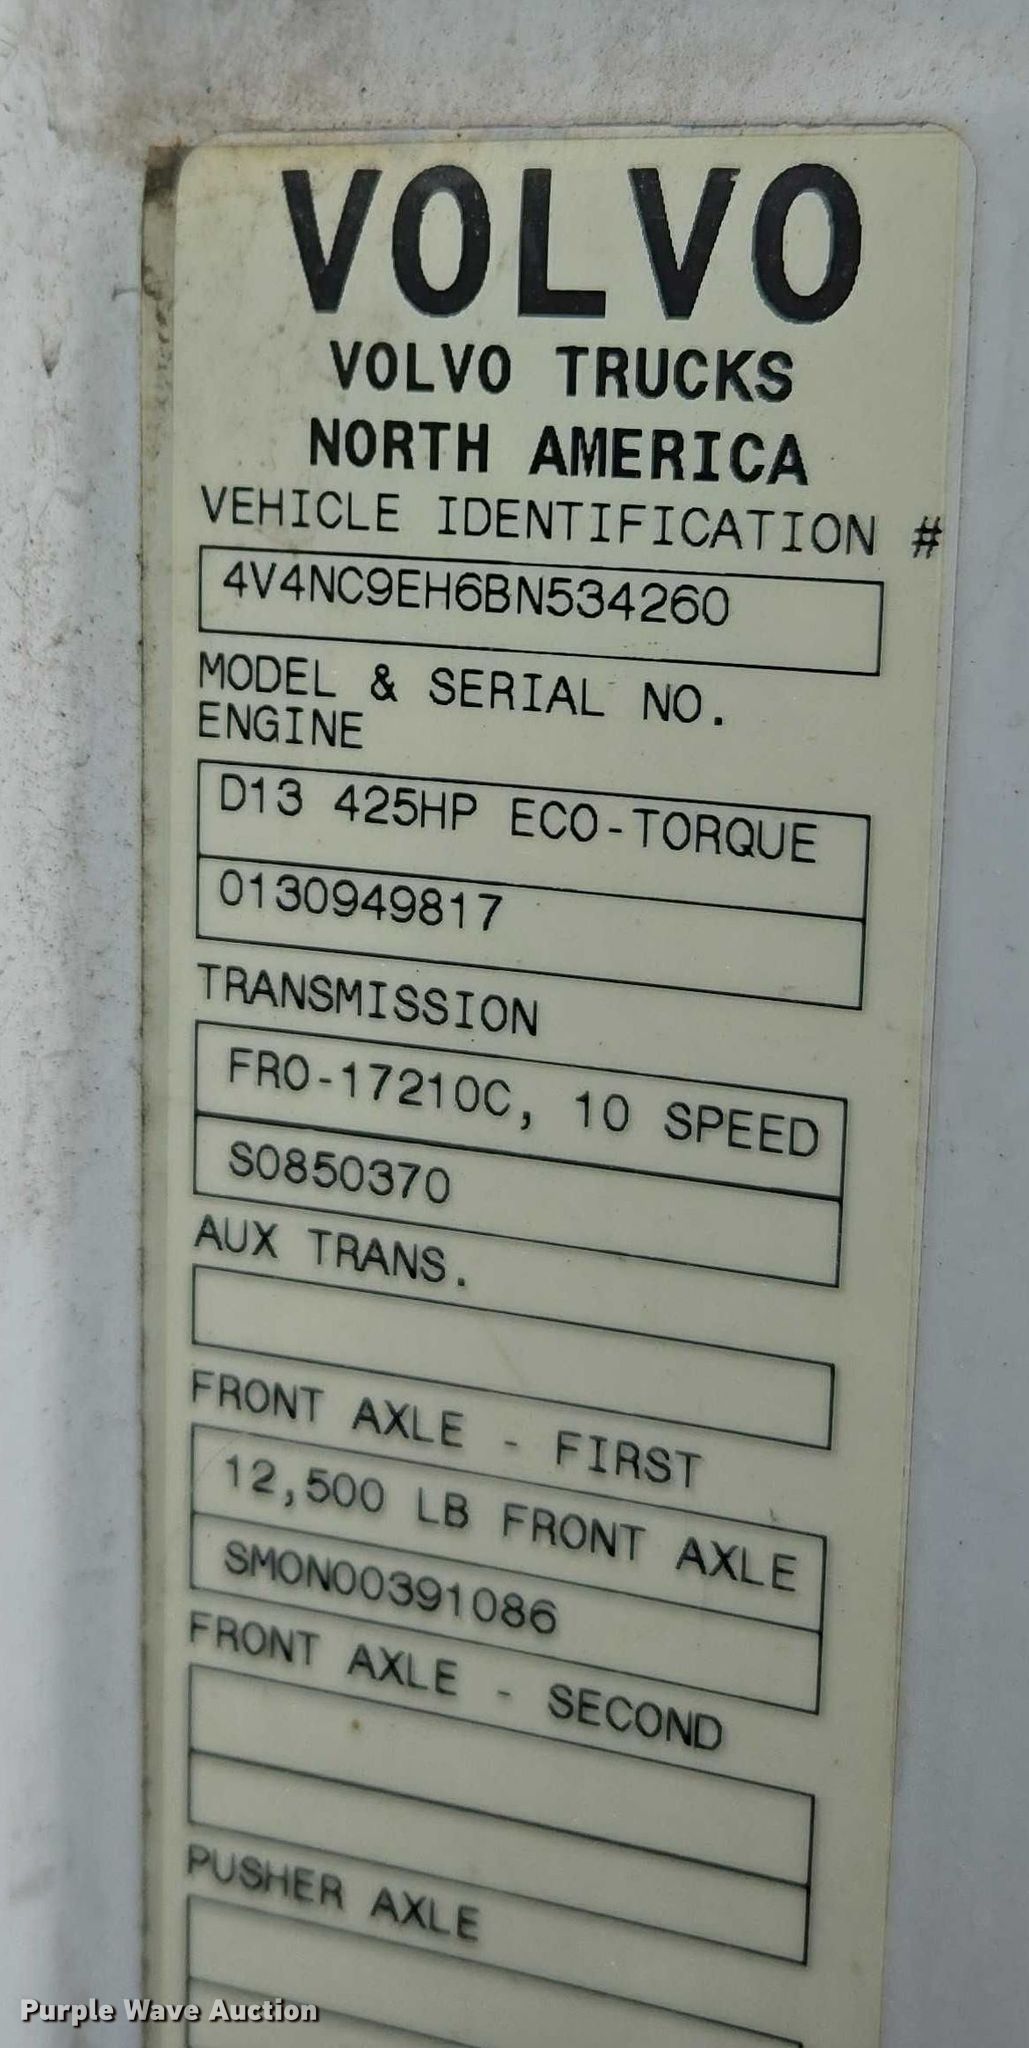 VOLVO
VOLVO TRUCKS
NORTH AMERICA
VEHICLE IDENTIFICATION #
4V4NC9EH6BN534260
MODEL & SERIAL NO.
ENGINE
D13 425HP ECO-TORQUE
0130949817
TRANSMISSION
FRO-17210C, 10 SPEED
S0850370
AUX TRANS.
FRONT AXLE - FIRST
12,500 LB FRONT AXLE
SMON00391086
FRONT AXLE - SECOND
PUSHER AXLE
Purple Wave Auction